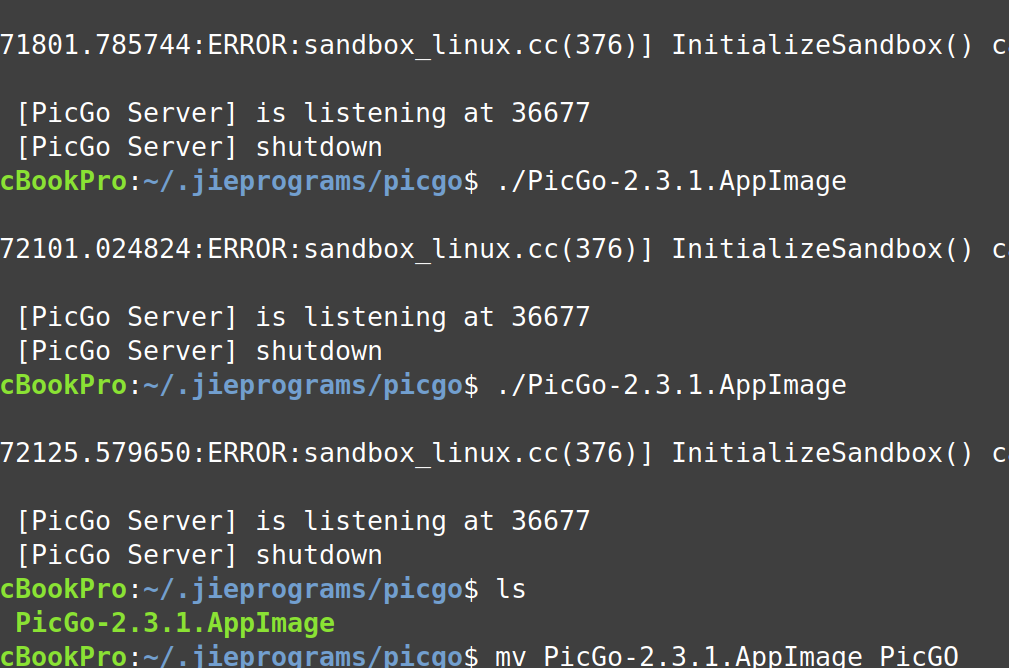 71801.785744:ERROR:sandbox_linux.cc(376)] InitializeSandbox()
[PicGo Server] is listening at 36677
[PicGo Server] shutdown
cBookPro:~/.jieprograms/picgo$ ./PicGo-2.3.1.AppImage
72101.024824:ERROR:sandbox_linux.cc(376)] InitializeSandbox()
[PicGo Server] is listening at 36677
[PicGo Server] shutdown
cBookPro:~/.jieprograms/picgo$ ./PicGo-2.3.1.AppImage
72125.579650:ERROR:sandbox_linux.cc(376)] InitializeSandbox()
[PicGo Server] is listening at 36677
[PicGo Server] shutdown
cBookPro:~/.jieprograms/picgo$ ls
PicGo-2.3.1.AppImage
cBookPro:~/.jieprograms/picgo$ mv PicGo-2.3.1.AppImage PicGO